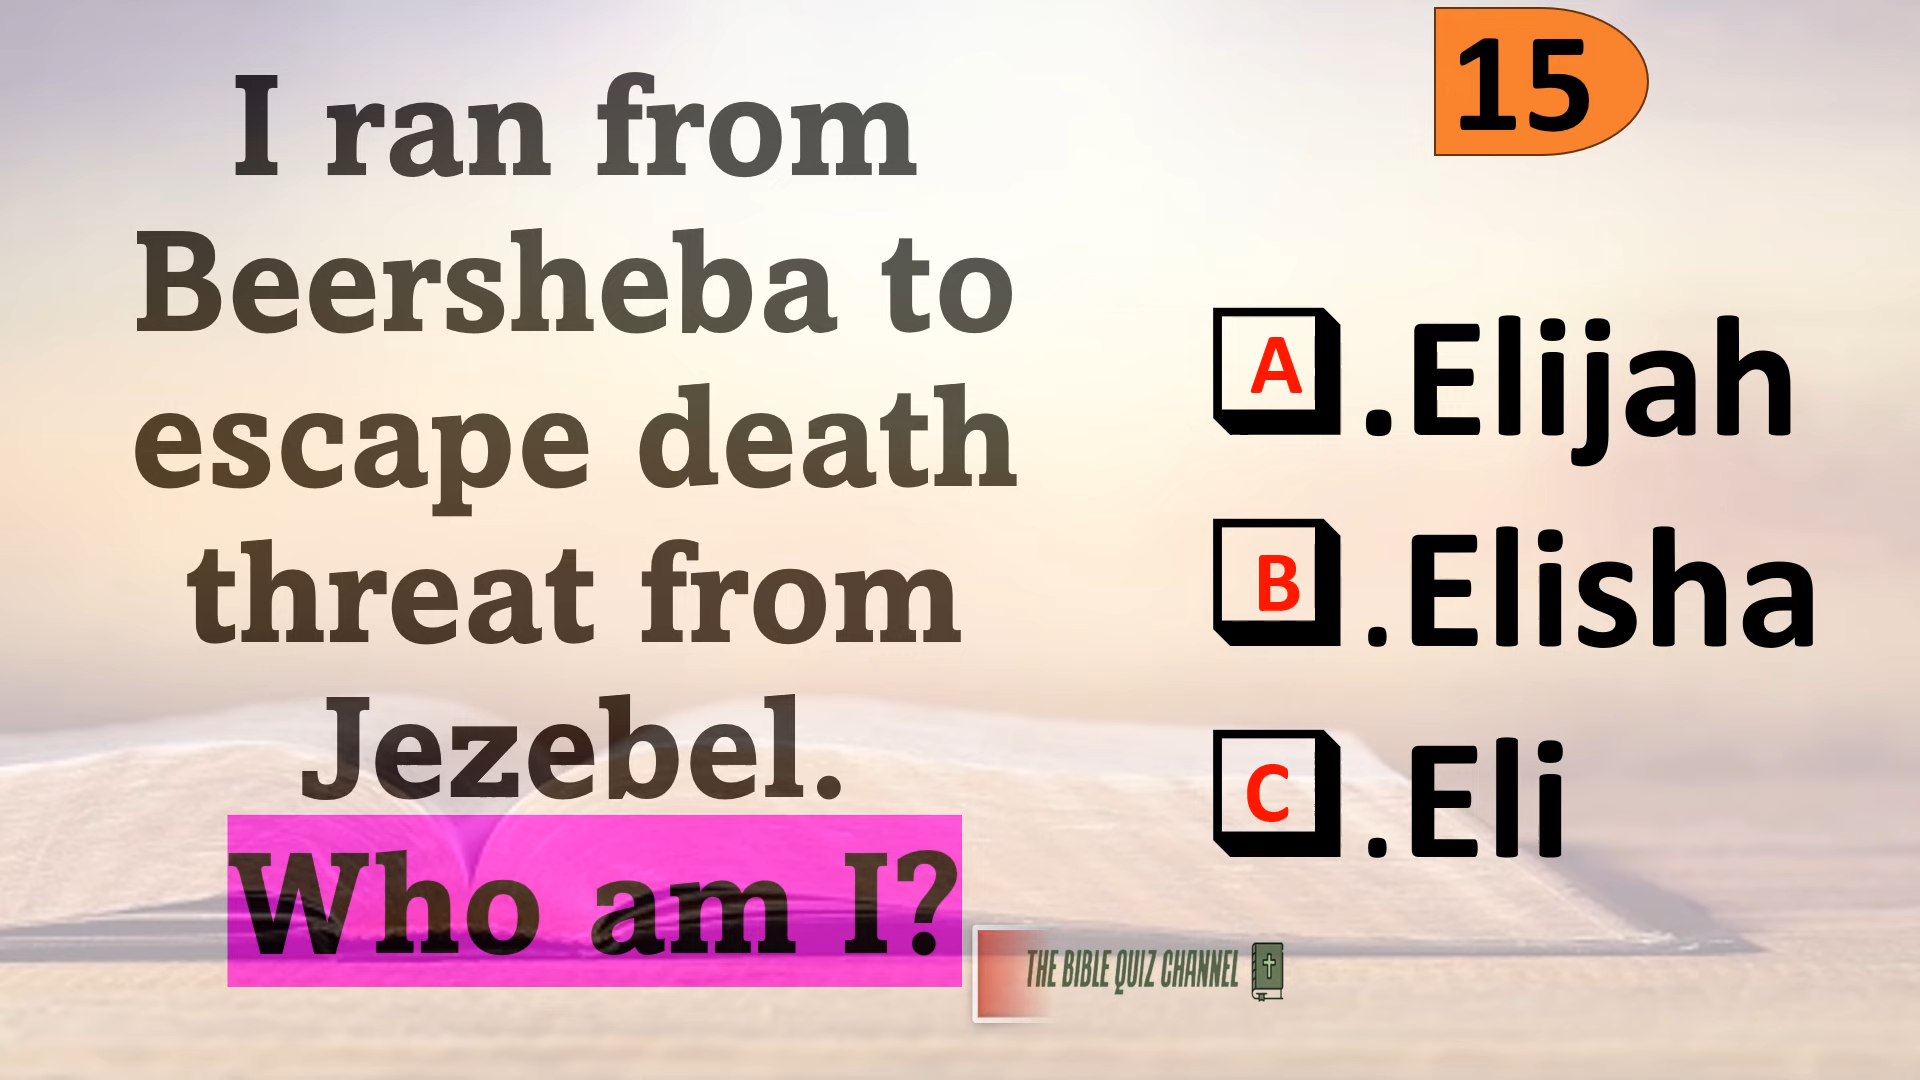 15
I ran from
Beersheba to
escape death
threat from
Jezebel.
Who am I?
A .Elijah
B .Elisha
C .Eli
THE BIBLE QUIZ CHANNEL